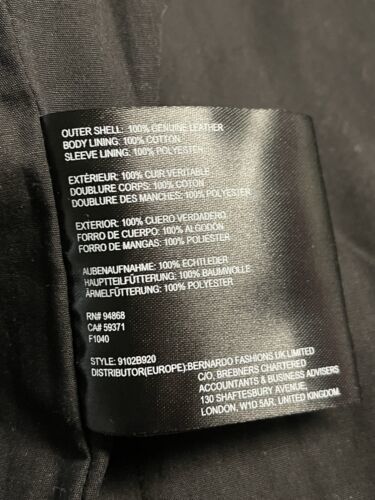 OUTER SHELL: 100% GENUINE LEATHER
BODY LINING: 100% COTTON
SLEEVE LINING: 100% POLYESTER
EXTÉRIEUR: 100% CUIR VERITABLE
DOUBLURE CORPS: 100% COTON
DOUBLURE DES MANCHES: 100% POLYESTER
EXTERIOR: 100% CUERO VERDADERO
FORRO DE CUERPO: 100% ALGODÓN
FORRO DE MANGAS: 100% POLIESTER
AUBENAUFNAHME: 100% ECHTLEDER
HAUPTTEILFÜTTERUNG: 100% BAUMWOLLE
ÄRMELFÜTTERUNG: 100% POLYESTER
RN# 94868
CA# 59371
F1040
STYLE: 9102B920
DISTRIBUTOR(EUROPE):BERNARDO FASHIONS UK LIMITED
C/O, BREBNERS CHARTERED
ACCOUNTANTS & BUSINESS ADVISERS
130 SHAFTESBURY AVENUE,
LONDON, W1D 5AR, UNITED KINGDOM.